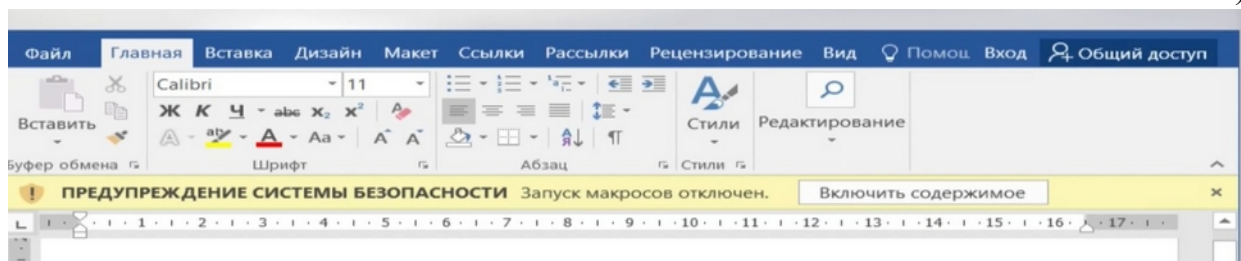 Файл Главная Вставка Дизайн Макет Ссылки Рассылки Рецензирование Вид Помощ Вход Общий доступ
Calibri 11
Вставить Ж К Ч abc X₂ X² Стили Редактирование
ab A Aa A A
Буфер обмена Шрифт Абзац Стили
ПРЕДУПРЕЖДЕНИЕ СИСТЕМЫ БЕЗОПАСНОСТИ Запуск макросов отключен. Включить содержимое
1 2 3 4 5 6 7 8 9 10 11 12 13 14 15 16 17